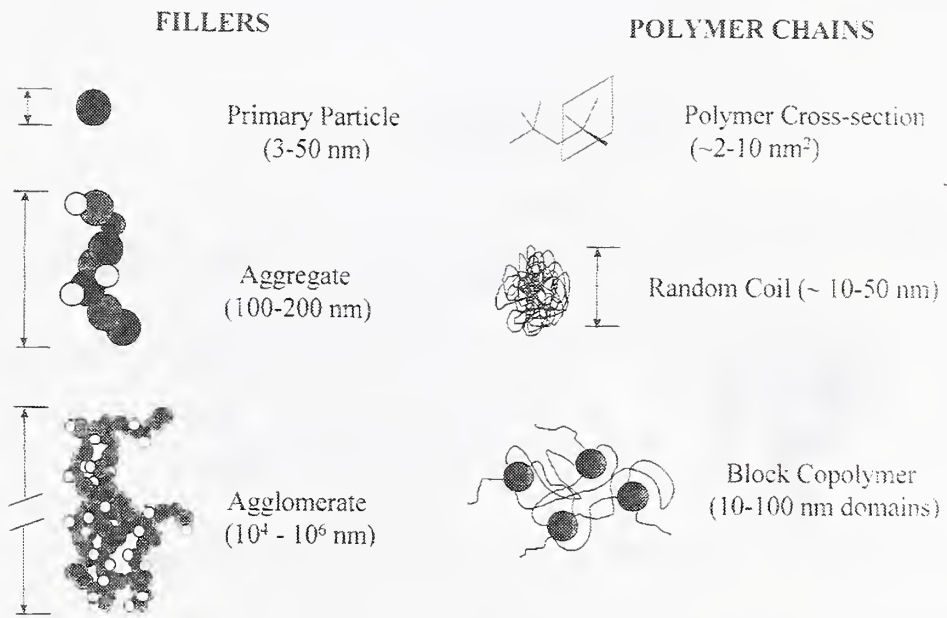 FILLERS
Primary Particle
(3-50 nm)
Aggregate
(100-200 nm)
Agglomerate
(10⁴ - 10⁶ nm)
POLYMER CHAINS
Polymer Cross-section
(~2-10 nm²)
Random Coil (~ 10-50 nm)
Block Copolymer
(10-100 nm domains)